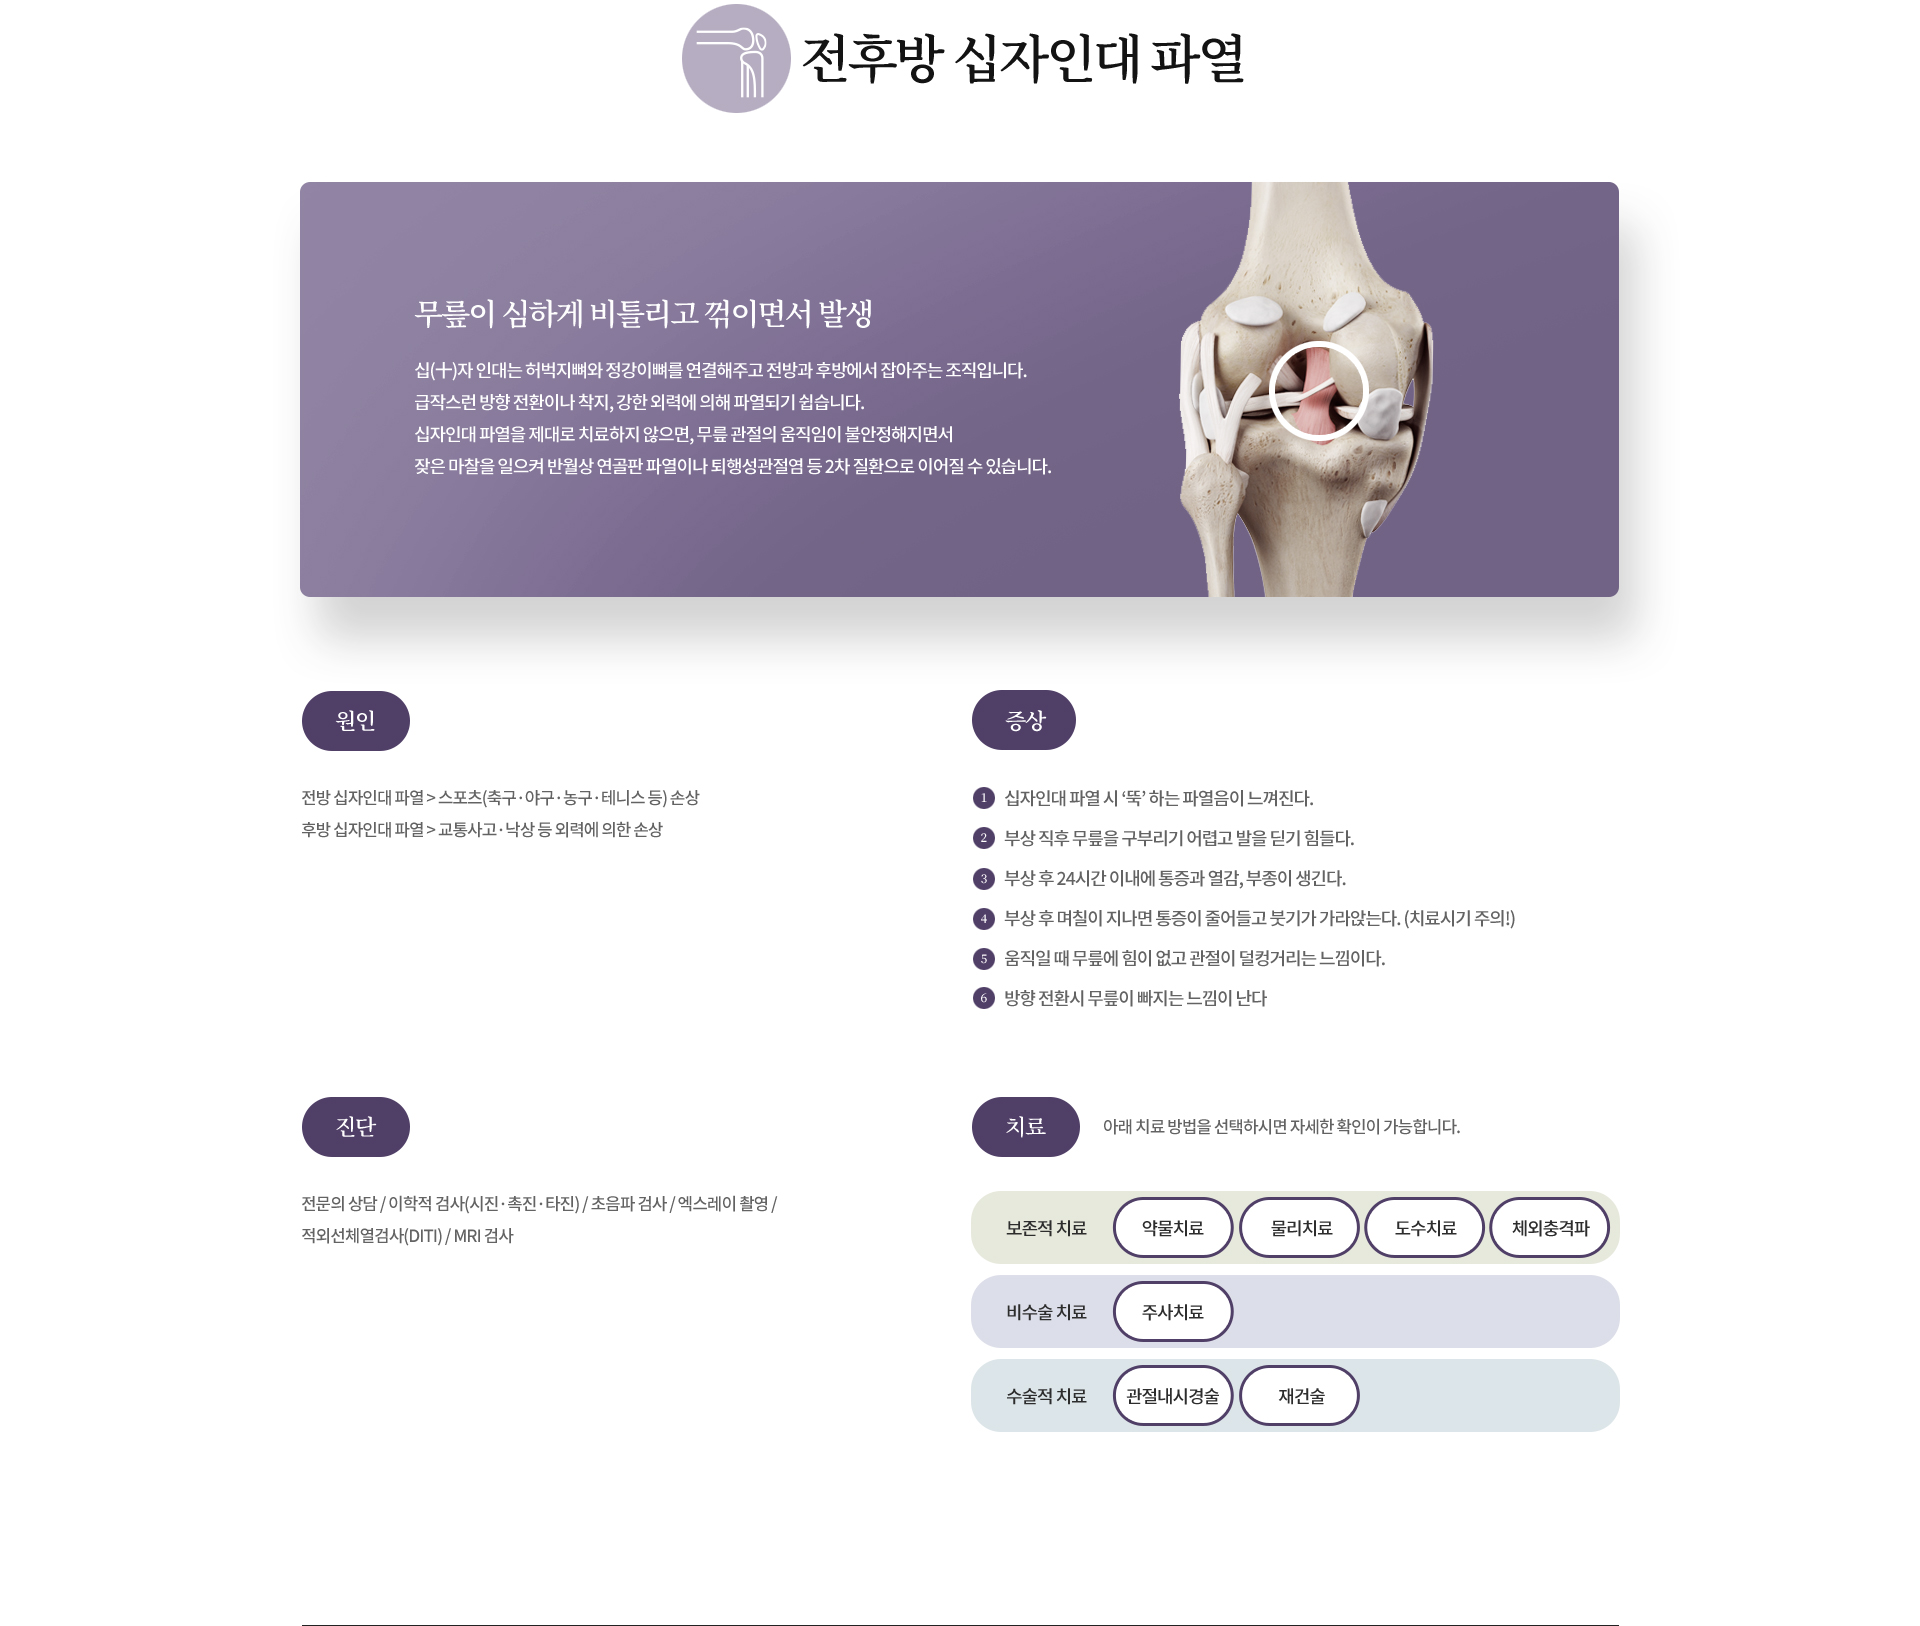 전후방 십자인대 파열
무릎이 심하게 비틀리고 꺾이면서 발생
십(十)자 인대는 허벅지뼈와 정강이뼈를 연결해주고 전방과 후방에서 잡아주는 조직입니다.
급작스런 방향 전환이나 착지, 강한 외력에 의해 파열되기 쉽습니다.
십자인대 파열을 제대로 치료하지 않으면, 무릎 관절의 움직임이 불안정해지면서
잦은 마찰을 일으켜 반월상 연골판 파열이나 퇴행성관절염 등 2차 질환으로 이어질 수 있습니다.
원인
전방 십자인대 파열 > 스포츠(축구·야구·농구·테니스 등) 손상
후방 십자인대 파열 > 교통사고·낙상 등 외력에 의한 손상
증상
1 십자인대 파열 시 ‘뚝’ 하는 파열음이 느껴진다.
2 부상 직후 무릎을 구부리기 어렵고 발을 딛기 힘들다.
3 부상 후 24시간 이내에 통증과 열감, 부종이 생긴다.
4 부상 후 며칠이 지나면 통증이 줄어들고 붓기가 가라앉는다. (치료시기 주의!)
5 움직일 때 무릎에 힘이 없고 관절이 덜컹거리는 느낌이다.
6 방향 전환시 무릎이 빠지는 느낌이 난다
진단
전문의 상담 / 이학적 검사(시진·촉진·타진) / 초음파 검사 / 엑스레이 촬영 /
적외선체열검사(DITI) / MRI 검사
치료 아래 치료 방법을 선택하시면 자세한 확인이 가능합니다.
보존적 치료 약물치료 물리치료 도수치료 체외충격파
비수술 치료 주사치료
수술적 치료 관절내시경술 재건술